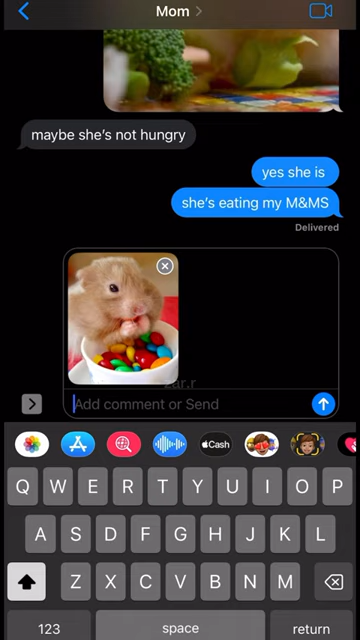 Mom
maybe she's not hungry
yes she is
she's eating my M&MS
Delivered
zar.r
Add comment or Send
Cash
Q W E R T Y U I O P
A S D F G H J K L
Z X C V B N M
123 space return